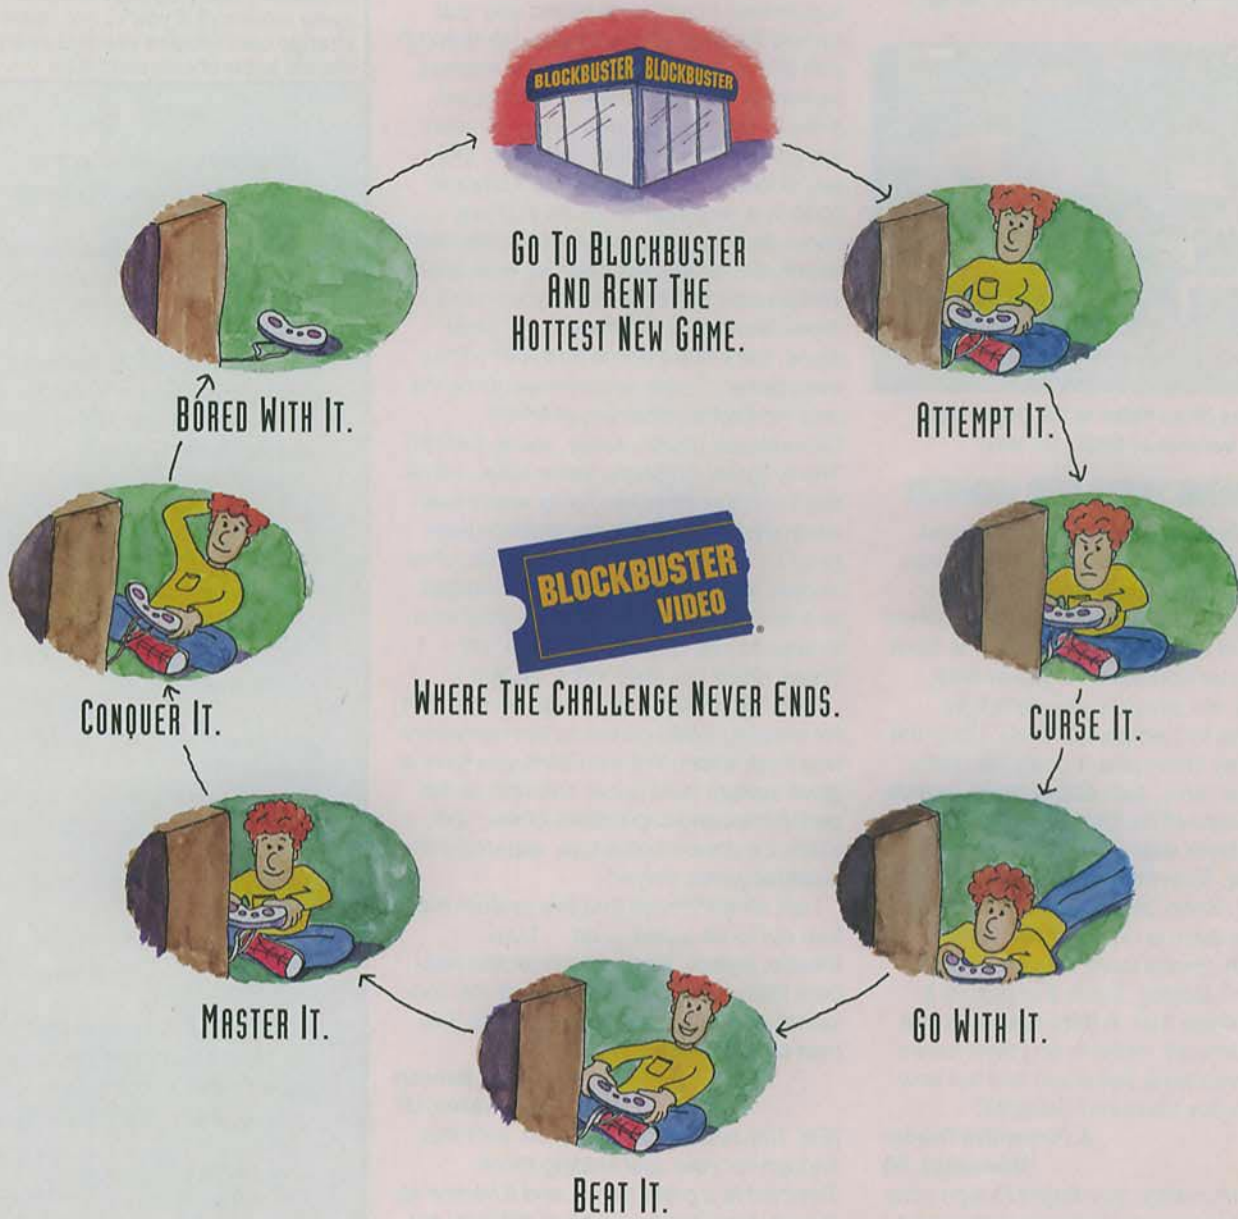 BLOCKBUSTER BLOCKBUSTER
GO TO BLOCKBUSTER
AND RENT THE
HOTTEST NEW GAME.
ATTEMPT IT.
CURSE IT.
GO WITH IT.
BEAT IT.
MASTER IT.
CONQUER IT.
BORED WITH IT.
BLOCKBUSTER
VIDEO
®
WHERE THE CHALLENGE NEVER ENDS.